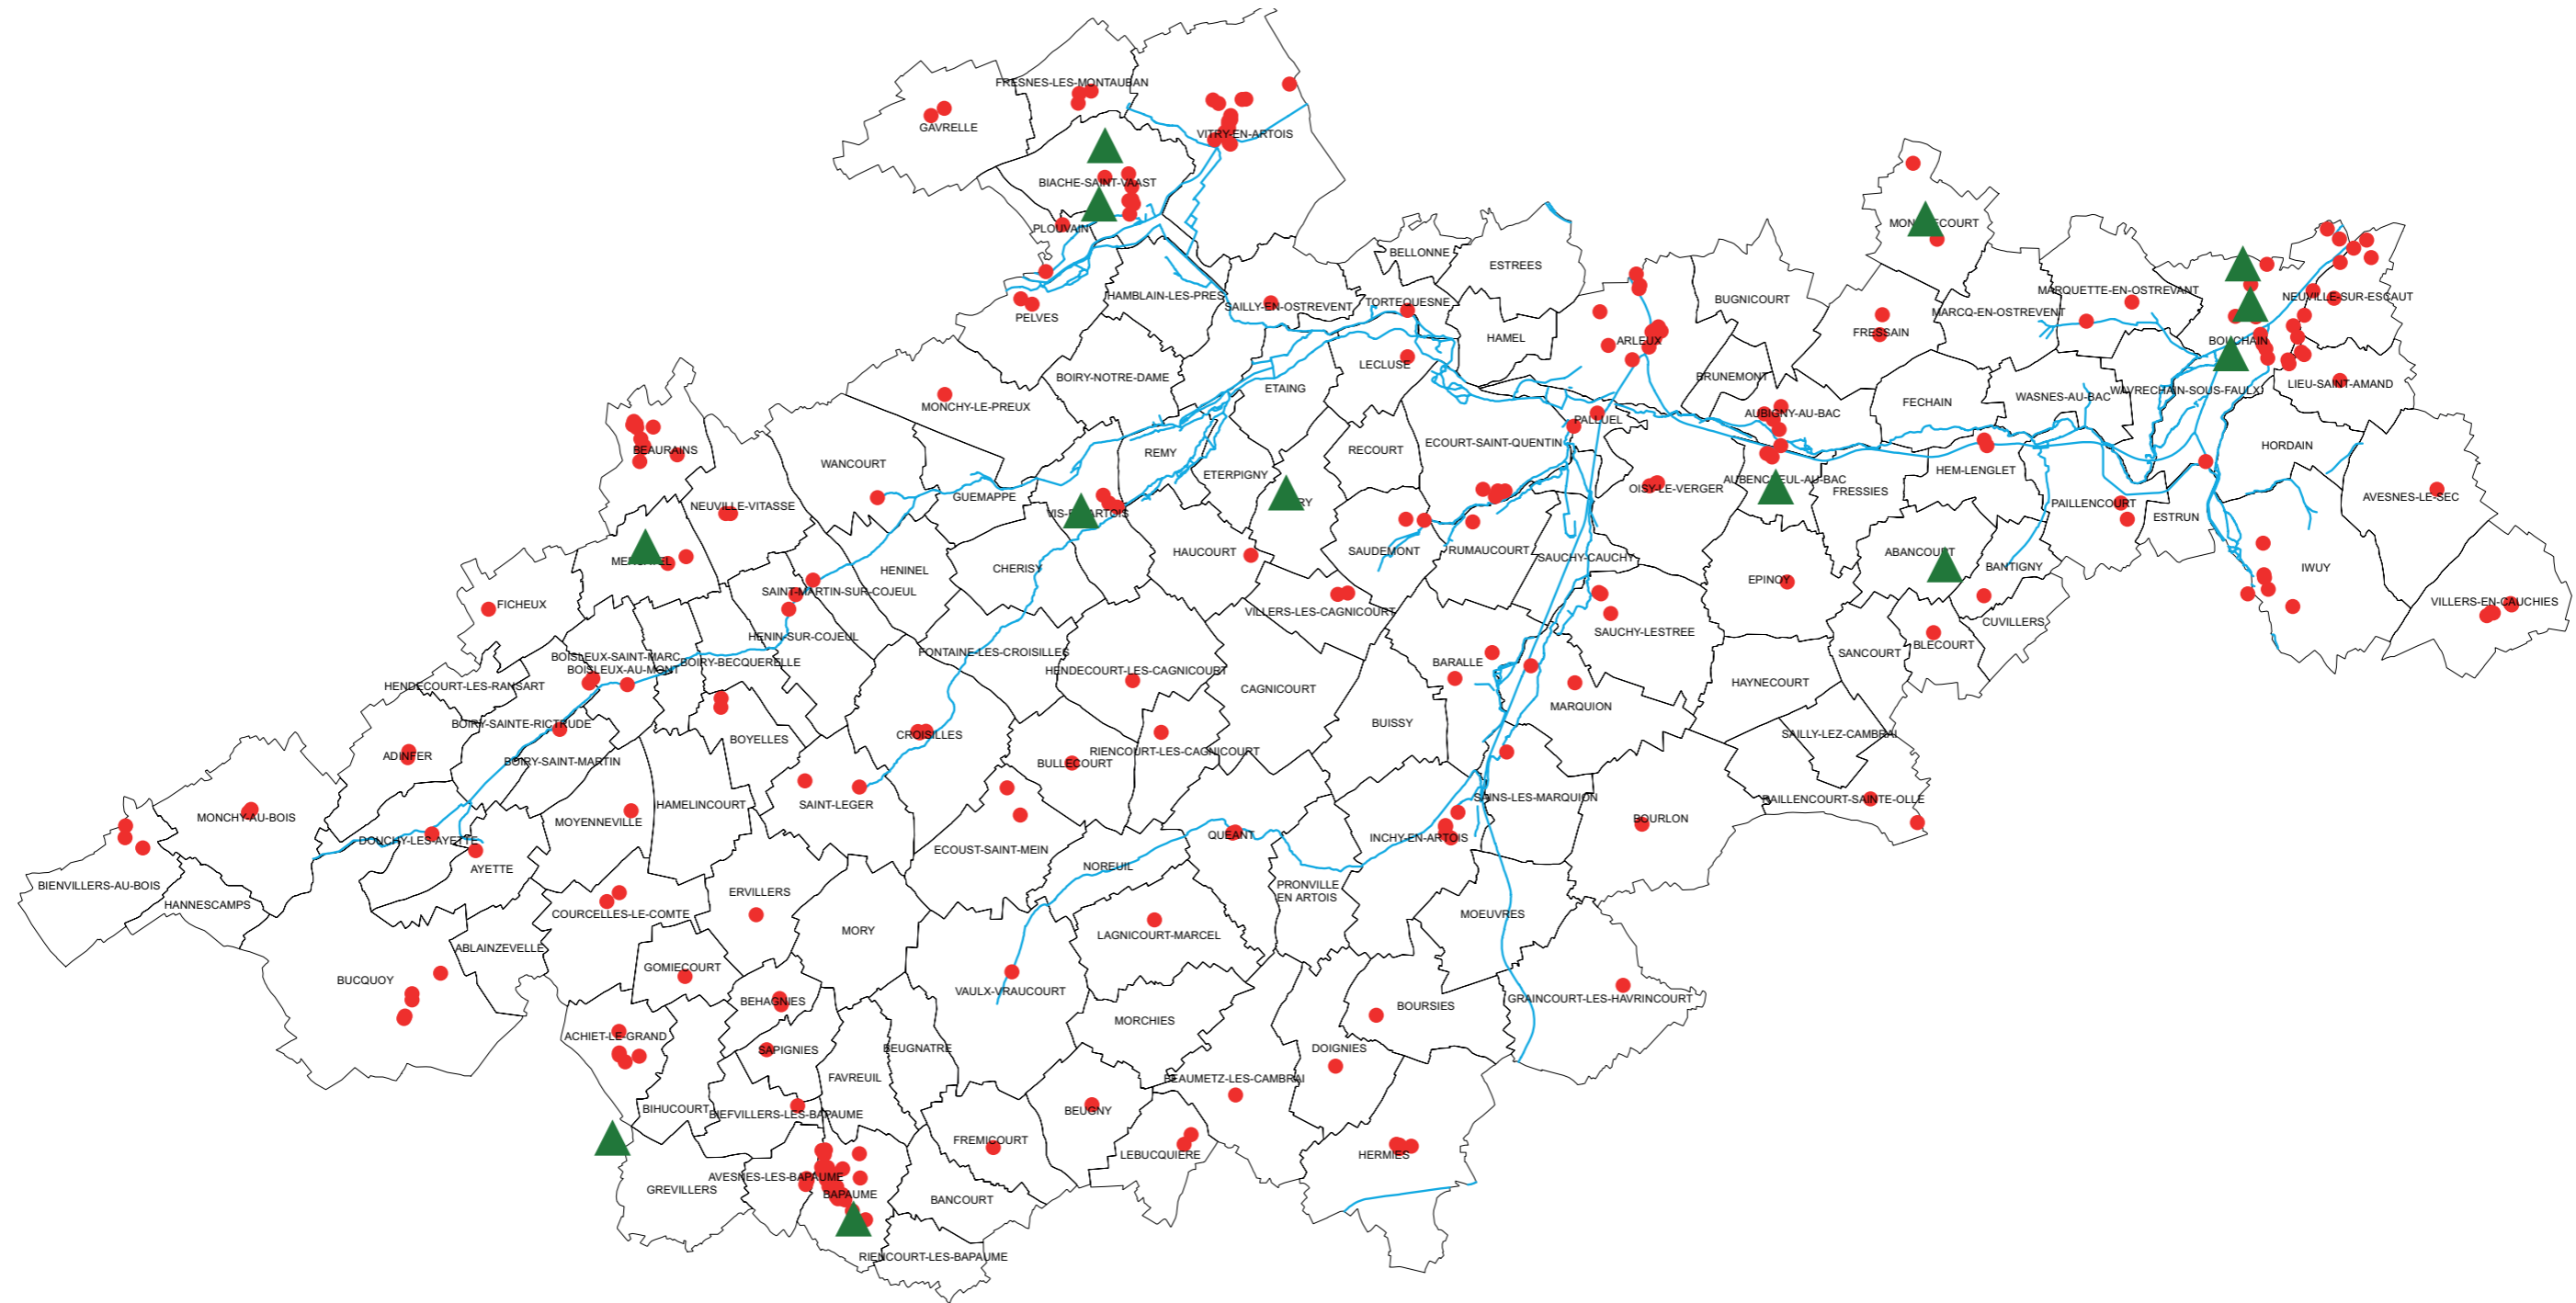 FRESNES-LES-MONTAUBAN
GAVRELLE
VITRY-EN-ARTOIS
BIACHE-SAINT-VAAST
PLOUVAIN
BELLONNE
ESTREES
HAMBLAIN-LES-PRES
SAILLY-EN-OSTREVENT
TORTEQUESNE
PELVES
HAMEL
ARLEUX
BUGNICOURT
FRESSAIN
MARCQ-EN-OSTREVENT
MARQUETTE-EN-OSTREVANT
NEUVILLE-SUR-ESCAUT
BOUCHAIN
LECLUSE
BOIRY-NOTRE-DAME
ETAING
BRUNEMONT
WASNES-AU-BAC
WAVRECHAIN-SOUS-FAULX
LIEU-SAINT-AMAND
MONCHY-LE-PREUX
FECHAIN
AUBIGNY-AU-BAC
PALLUEL
BEAURAINS
REMY
RECOURT
ECOURT-SAINT-QUENTIN
HORDAIN
WANCOURT
GUEMAPPE
ETERPIGNY
HEM-LENGLET
OISY-LE-VERGER
FRESSIES
AVESNES-LE-SEC
NEUVILLE-VITASSE
PAILLENCOURT
ESTRUN
HAUCOURT
SAUDEMONT
RUMAUCOURT
SAUCHY-CAUCHY
ABANCOURT
BANTIGNY
IWUY
HENINEL
CHERISY
EPINOY
SAINT-MARTIN-SUR-COJEUL
FICHEUX
VILLERS-LES-CAGNICOURT
VILLERS-EN-CAUCHIES
CUVILLERS
SAUCHY-LESTREE
HENIN-SUR-COJEUL
BLECOURT
SANCOURT
FONTAINE-LES-CROISILLES
BOISLEUX-SAINT-MARC
BOIRY-BECQUERELLE
BOISLEUX-AU-MONT
HENDECOURT-LES-CAGNICOURT
BARALLE
HENDECOURT-LES-RANSART
CAGNICOURT
HAYNECOURT
MARQUION
BOIRY-SAINTE-RICTRUDE
BUISSY
CROISILLES
BOYELLES
SAILLY-LEZ-CAMBRAI
RIENCOURT-LES-CAGNICOURT
ADINFER
BOIRY-SAINT-MARTIN
BULLECOURT
SAINS-LES-MARQUION
RAILLENCOURT-SAINTE-OLLE
HAMELINCOURT
SAINT-LEGER
MONCHY-AU-BOIS
MOYENNEVILLE
BOURLON
QUEANT
INCHY-EN-ARTOIS
DOUCHY-LES-AYETTE
ECOUST-SAINT-MEIN
NOREUIL
AYETTE
BIENVILLERS-AU-BOIS
PRONVILLE
EN ARTOIS
ERVILLERS
HANNESCAMPS
COURCELLES-LE-COMTE
MOEUVRES
MORY
LAGNICOURT-MARCEL
ABLAINZEVELLE
GOMIECOURT
BUCQUOY
VAULX-VRAUCOURT
BEHAGNIES
GRAINCOURT-LES-HAVRINCOURT
BOURSIES
MORCHIES
ACHIET-LE-GRAND
SAPIGNIES
BEUGNATRE
DOIGNIES
FAVREUIL
BEAUMETZ-LES-CAMBRAI
BIHUCOURT
BIEFVILLERS-LES-BAPAUME
BEUGNY
FREMICOURT
LEBUCQUIERE
HERMIES
AVESNES-LES-BAPAUME
GREVILLERS
BAPAUME
BANCOURT
RIENCOURT-LES-BAPAUME